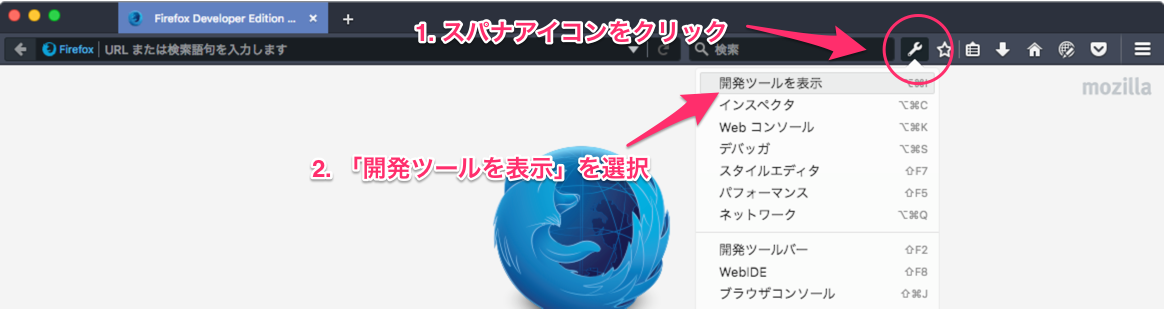 Firefox Developer Edition ...
1. スパナアイコンをクリック
Firefox
URL または検索語句を入力します
検索
mozilla
開発ツールを表示 ⌥⌘I
インスペクタ ⌥⌘C
Web コンソール ⌥⌘K
デバッガ ⌥⌘S
2. 「開発ツールを表示」を選択
スタイルエディタ ⇧F7
パフォーマンス ⇧F5
ネットワーク ⌥⌘Q
開発ツールバー ⇧F2
WebIDE ⇧F8
ブラウザコンソール ⇧⌘J